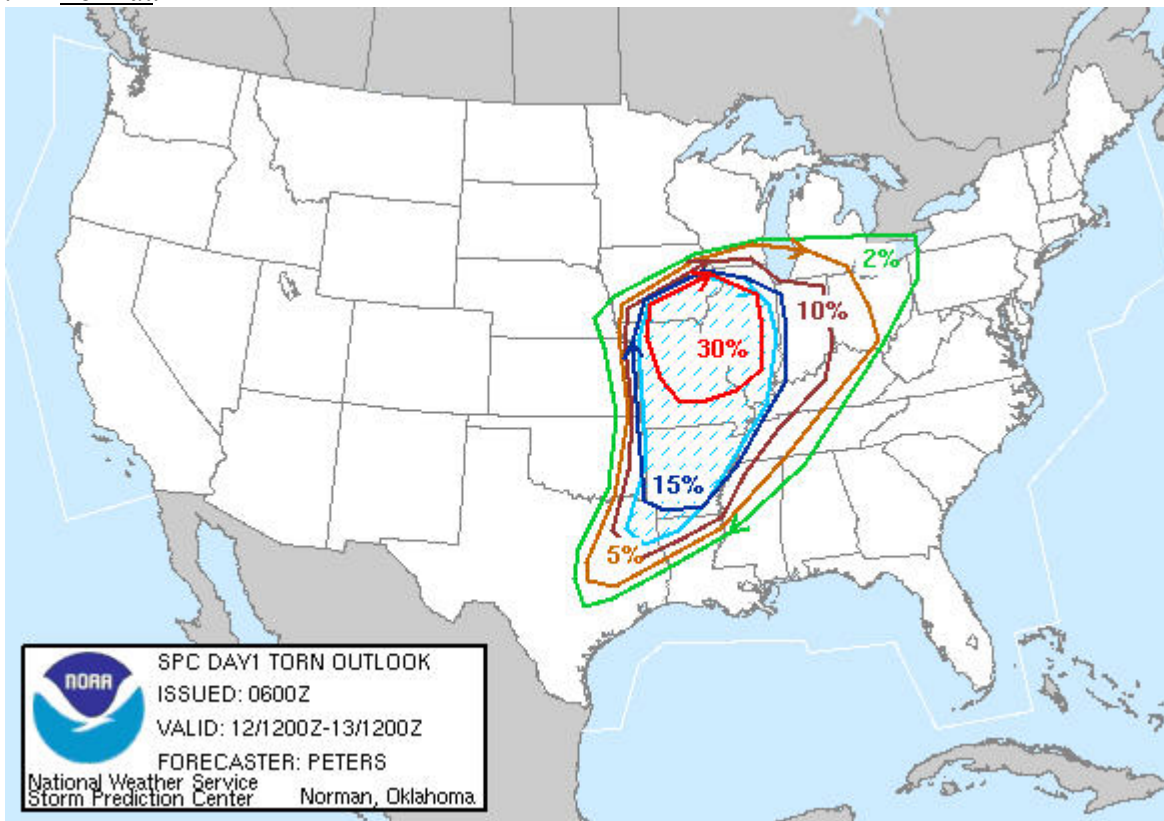 2%
10%
30%
15%
5%
NOAA
SPC DAY1 TORN OUTLOOK
ISSUED: 0600Z
VALID: 12/1200Z-13/1200Z
FORECASTER: PETERS
National Weather Service
Storm Prediction Center Norman, Oklahoma